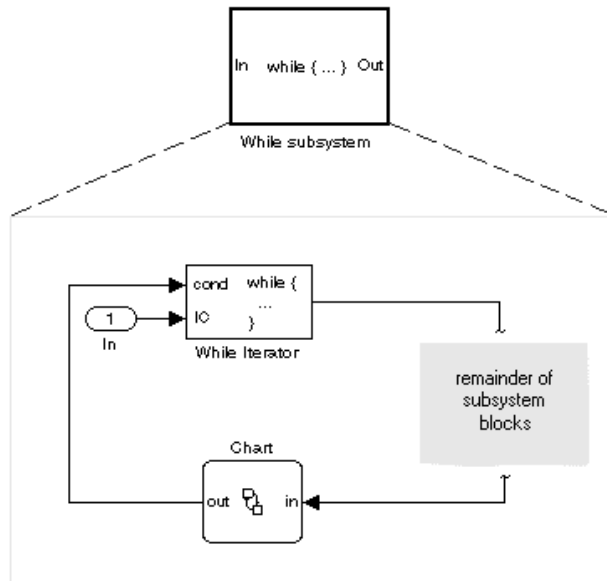 In while { ... } Out
While subsystem
cond while {
...
IC
}
1
In
While Iterator
remainder of
subsystem
blocks
Chart
out in